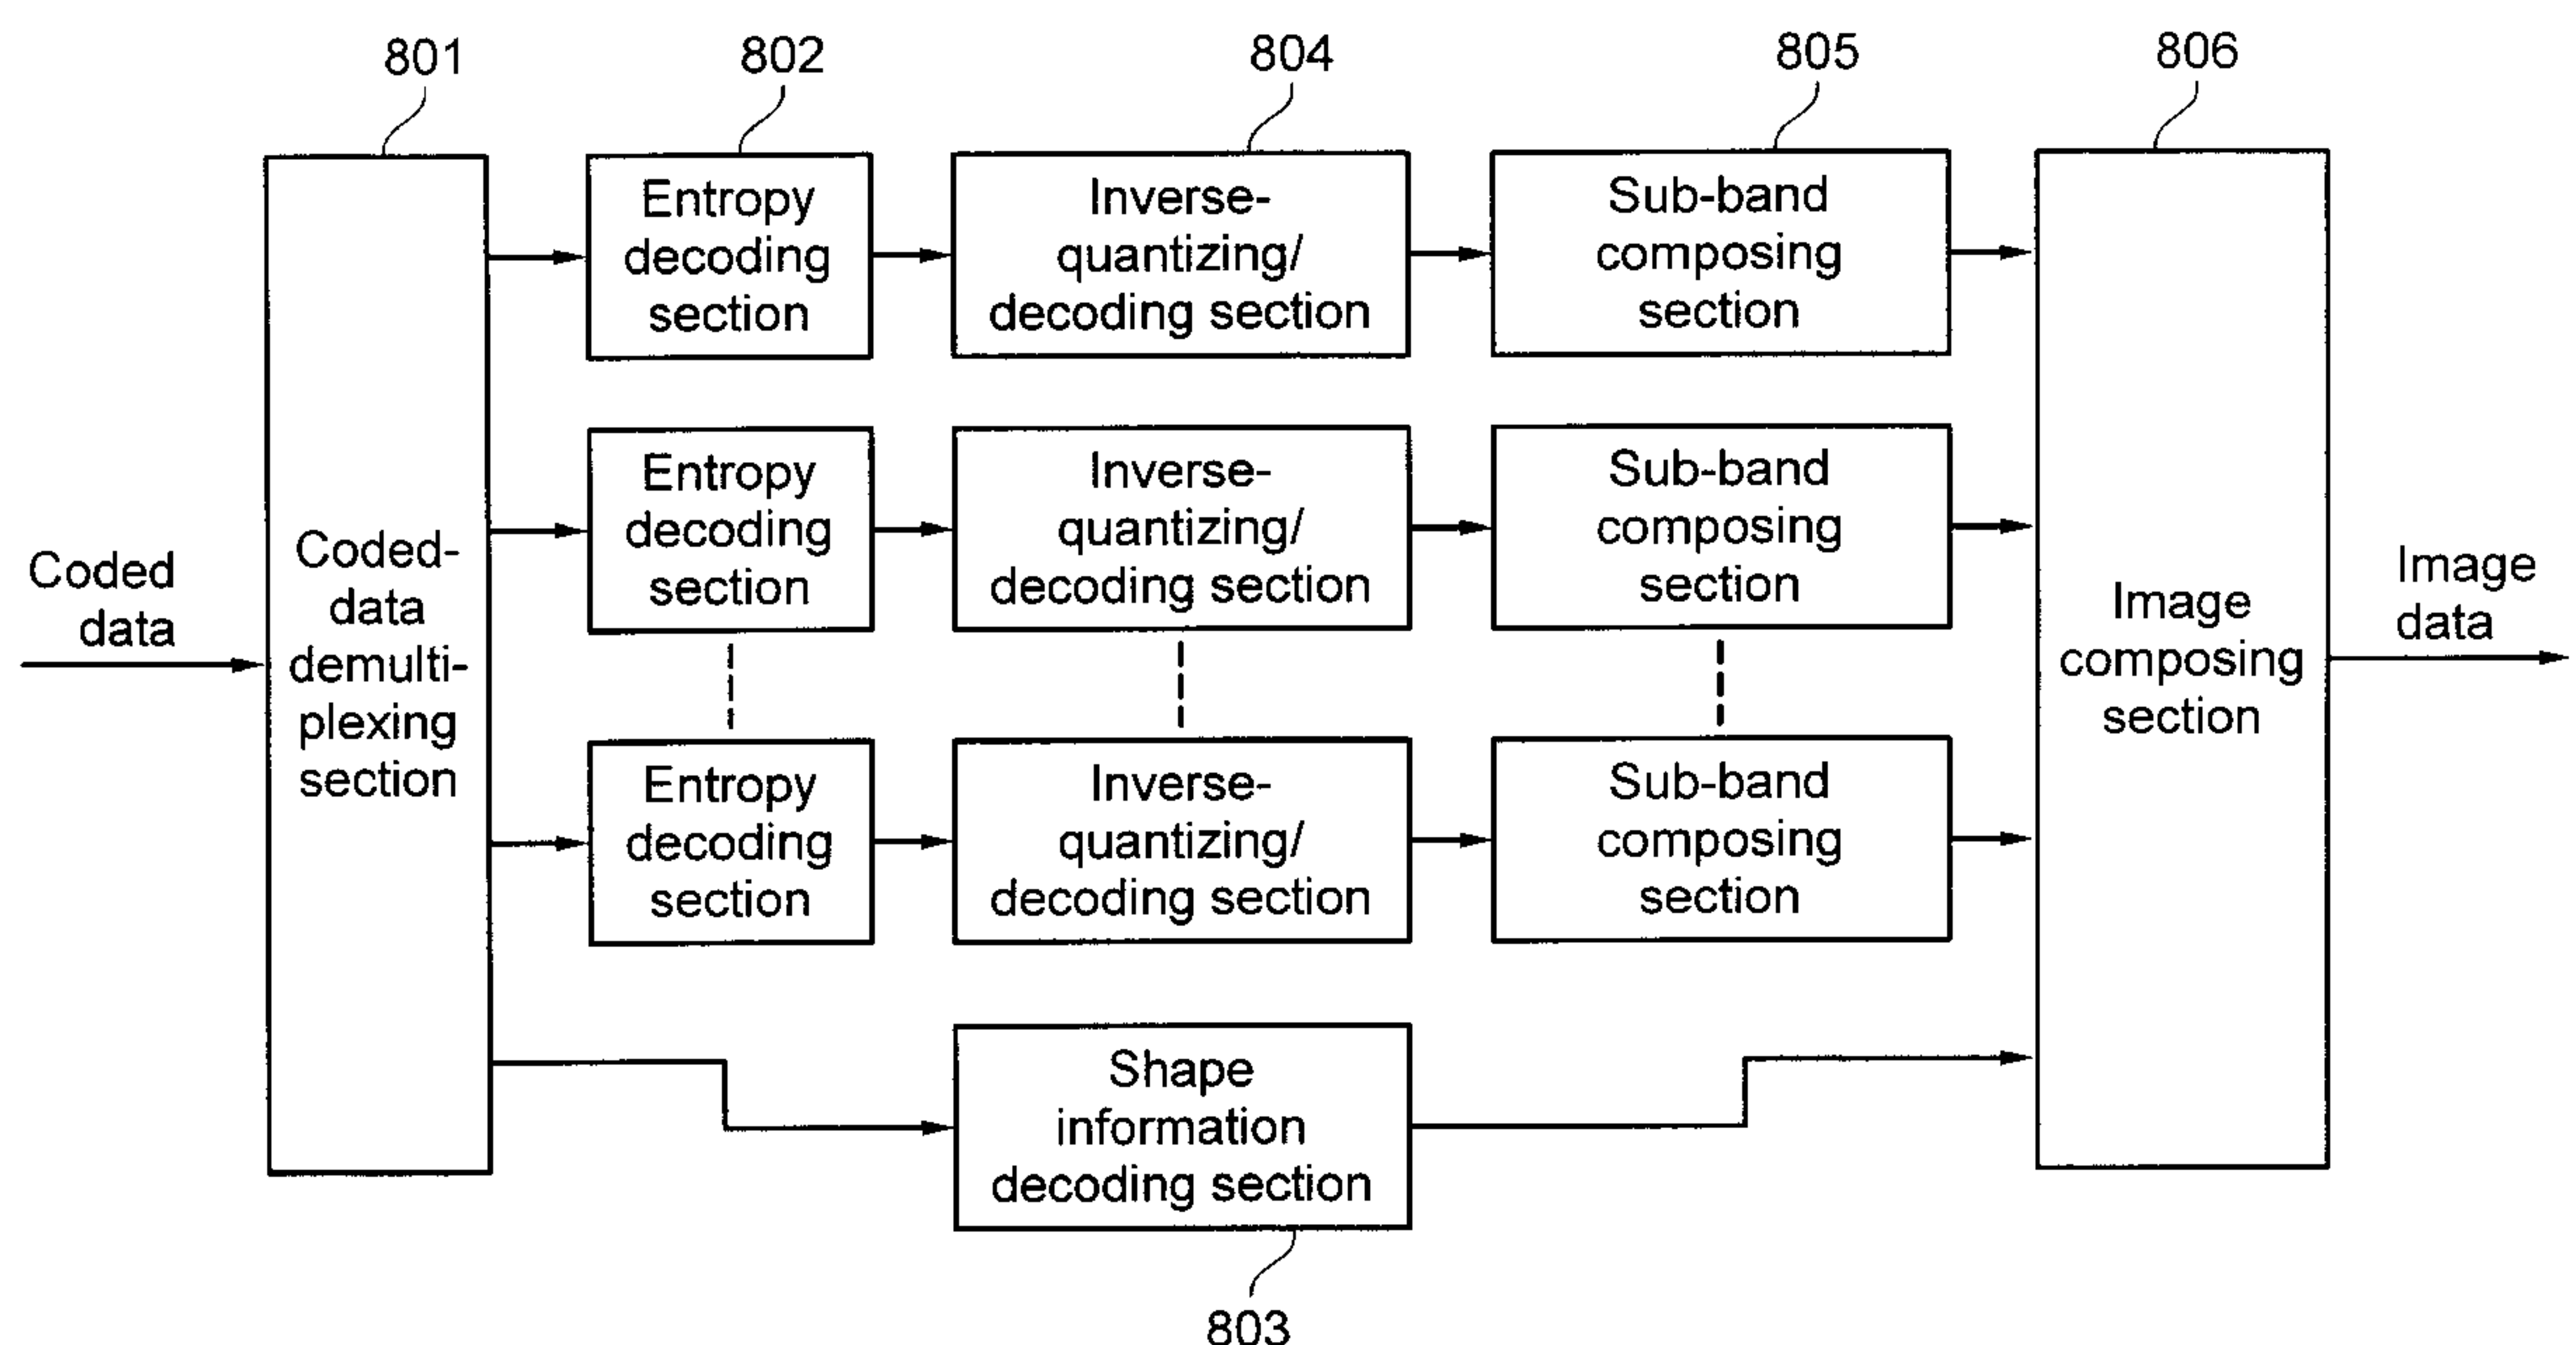 801
802
804
805
806
Entropy
decoding
section
Inverse-
quantizing/
decoding section
Sub-band
composing
section
Entropy
decoding
section
Inverse-
quantizing/
decoding section
Sub-band
composing
section
Coded
data
Coded-
data
demulti-
plexing
section
Image
composing
section
Image
data
Entropy
decoding
section
Inverse-
quantizing/
decoding section
Sub-band
composing
section
Shape
information
decoding section
803